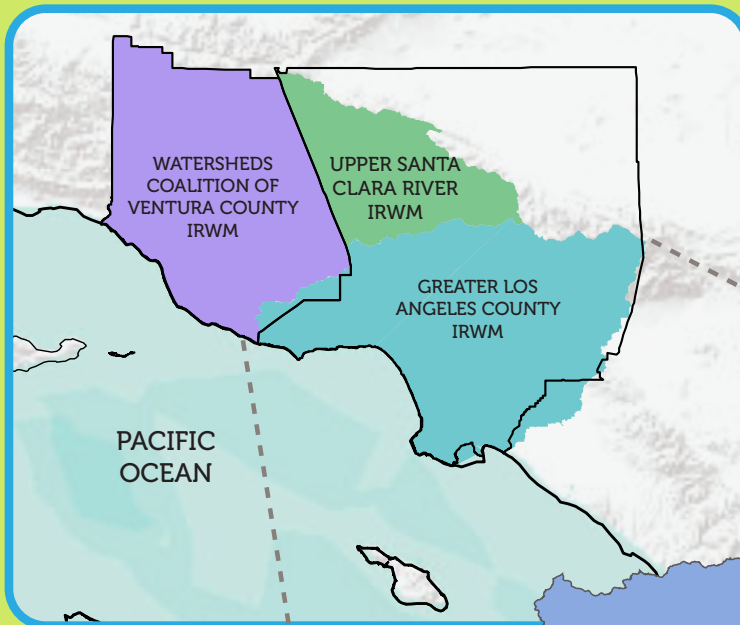 WATERSHEDS
COALITION OF
VENTURA COUNTY
IRWM
UPPER SANTA
CLARA RIVER
IRWM
GREATER LOS
ANGELES COUNTY
IRWM
PACIFIC
OCEAN